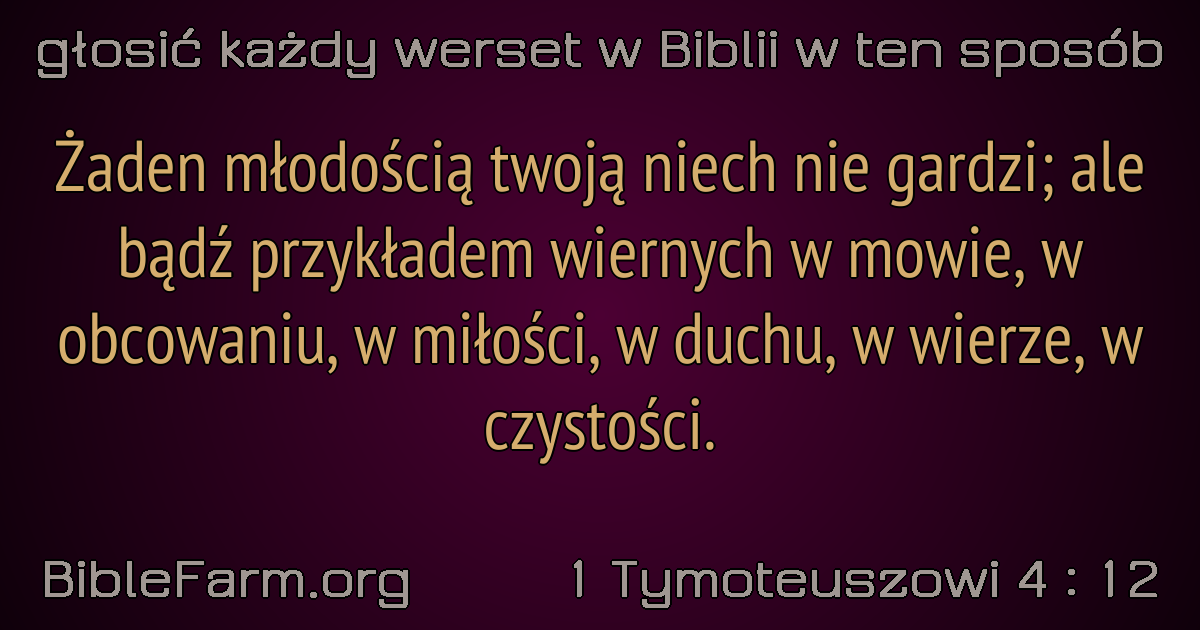 głosić każdy werset w Biblii w ten sposób
Żaden młodością twoją niech nie gardzi; ale
bądź przykładem wiernych w mowie, w
obcowaniu, w miłości, w duchu, w wierze, w
czystości.
BibleFarm.org
1 Tymoteuszowi 4 : 12